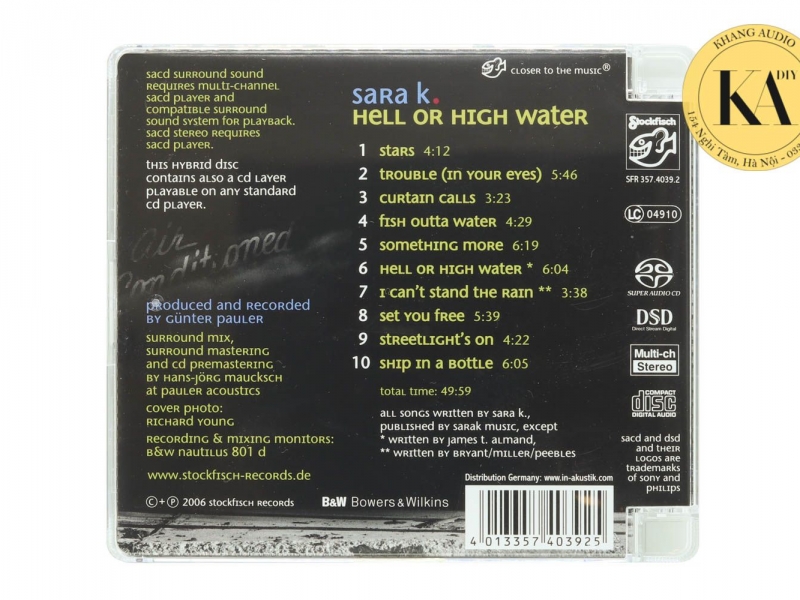 sacd surround sound
requires multi-channel
sacd player and
compatible surround
sound system for playback.
sacd stereo requires
sacd player.
this hybrid disc
contains also a cd layer
playable on any standard
cd player.
Air
Conditioned
produced and recorded
by Günter Pauler
surround mix,
surround mastering
and cd premastering
by hans-jörg maucksch
at pauler acoustics
cover photo:
richard young
recording & mixing monitors:
b&w nautilus 801 d
www.stockfisch-records.de
©+℗ 2006 stockfisch records
B&W Bowers & Wilkins
CLOSER TO THE MUSIC®
sara k.
Hell or High Water
1 stars 4:12
2 trouble (in your eyes) 5:46
3 curtain calls 3:23
4 fish outta water 4:29
5 something more 6:19
6 hell or high water * 6:04
7 I can't stand the rain ** 3:38
8 set you free 5:39
9 streetlight's on 4:22
10 ship in a bottle 6:05
total time: 49:59
all songs written by sara k.,
published by sarak music, except
* written by james t. almand,
** written by bryant/miller/peebles
Distribution Germany: www.in-akustik.com
4 013357 403925
Stockfisch
SFR 357.4039.2
LC 04910
SUPER AUDIO CD
DSD
Direct Stream Digital
Multi-ch
Stereo
COMPACT
disc
DIGITAL AUDIO
sacd and dsd
and their
logos are
trademarks
of sony and
philips
KHANG AUDIO
KA DIY
154 Nghi Tàm, Hà Nội - 03